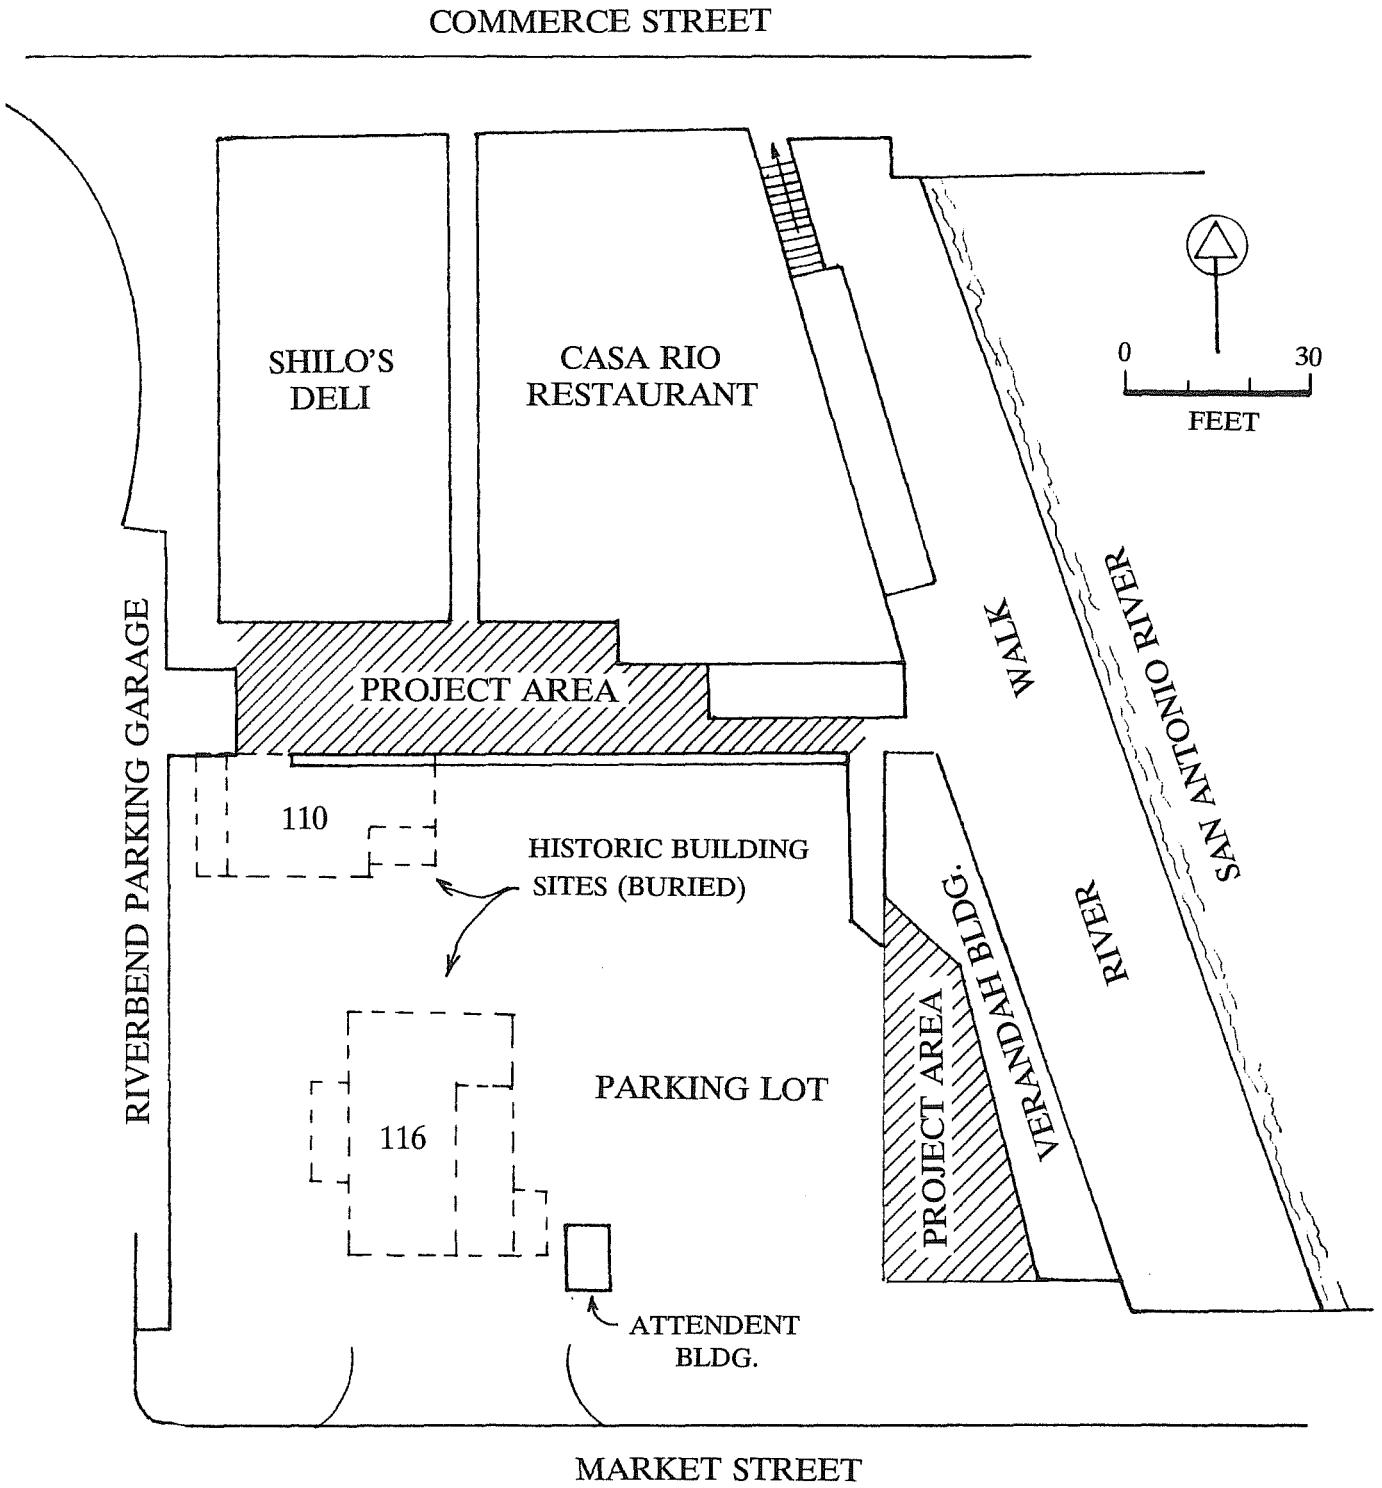 COMMERCE STREET
SHILO'S
DELI
CASA RIO
RESTAURANT
0 30
FEET
RIVERBEND PARKING GARAGE
PROJECT AREA
WALK
RIVER
SAN ANTONIO RIVER
110
HISTORIC BUILDING
SITES (BURIED)
VERANDAH BLDG.
PROJECT AREA
PARKING LOT
116
ATTENDENT
BLDG.
MARKET STREET